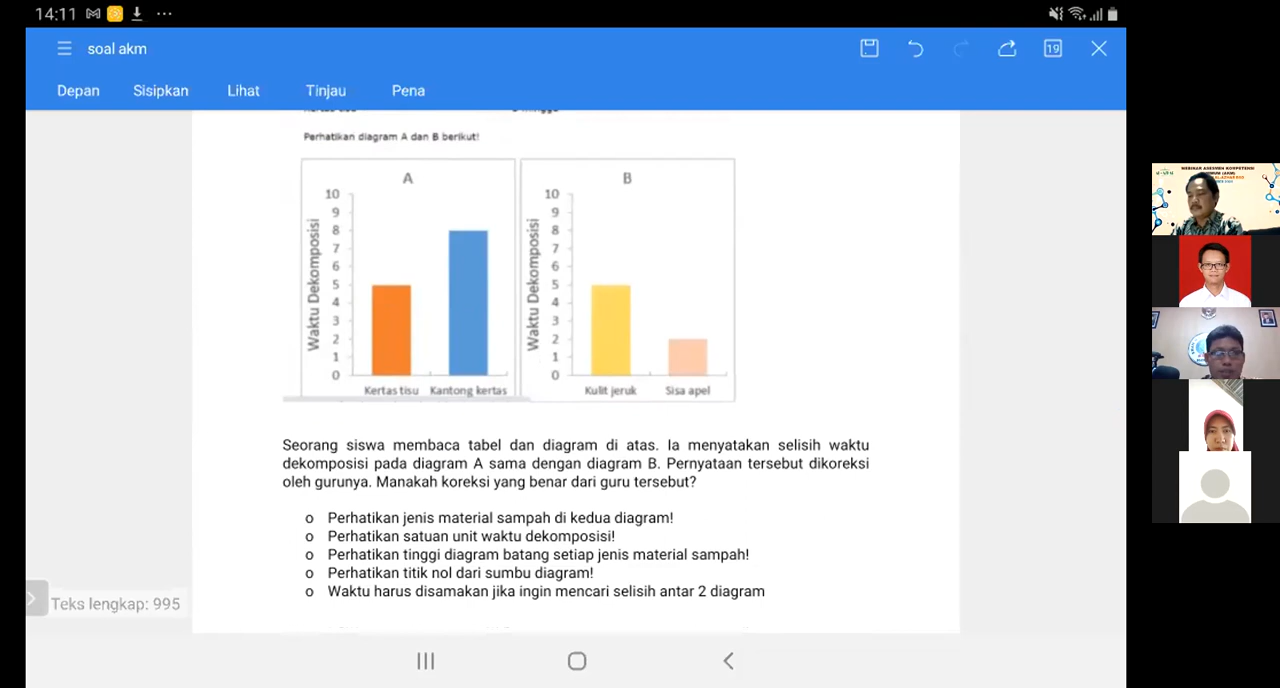 14:11
soal akm
19
Depan Sisipkan Lihat Tinjau Pena
Perhatikan diagram A dan B berikut!
A
10
9
8
7
6
5
4
3
2
1
0
Waktu Dekomposisi
Kertas tisu Kantong kertas
B
10
9
8
7
6
5
4
3
2
1
0
Waktu Dekomposisi
Kulit jeruk Sisa apel
Seorang siswa membaca tabel dan diagram di atas. Ia menyatakan selisih waktu
dekomposisi pada diagram A sama dengan diagram B. Pernyataan tersebut dikoreksi
oleh gurunya. Manakah koreksi yang benar dari guru tersebut?
o Perhatikan jenis material sampah di kedua diagram!
o Perhatikan satuan unit waktu dekomposisi!
o Perhatikan tinggi diagram batang setiap jenis material sampah!
o Perhatikan titik nol dari sumbu diagram!
o Waktu harus disamakan jika ingin mencari selisih antar 2 diagram
Teks lengkap: 995